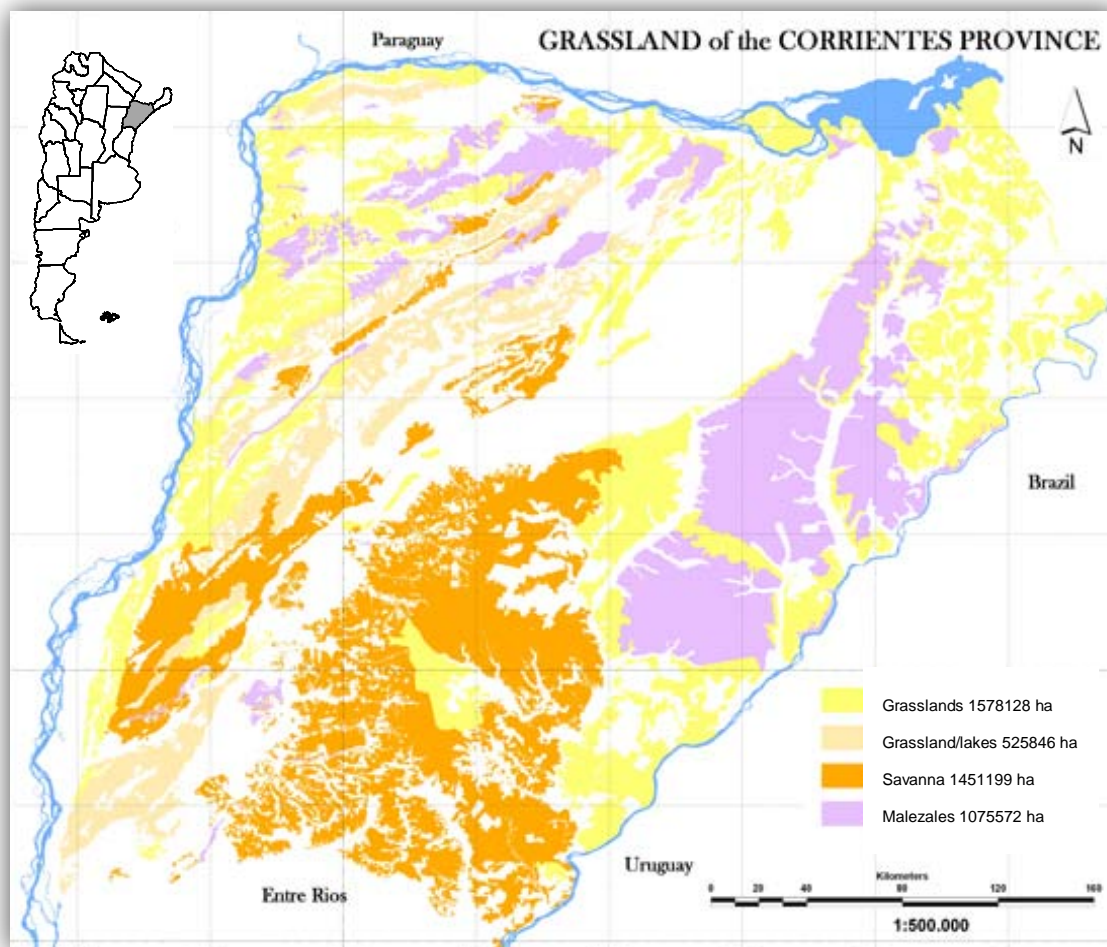 Paraguay
GRASSLAND of the CORRIENTES PROVINCE
N
Brazil
Grasslands 1578128 ha
Grassland/lakes 525846 ha
Savanna 1451199 ha
Malezales 1075572 ha
Uruguay
Entre Rios
Kilometers
0 20 40 80 120 160
1:500.000